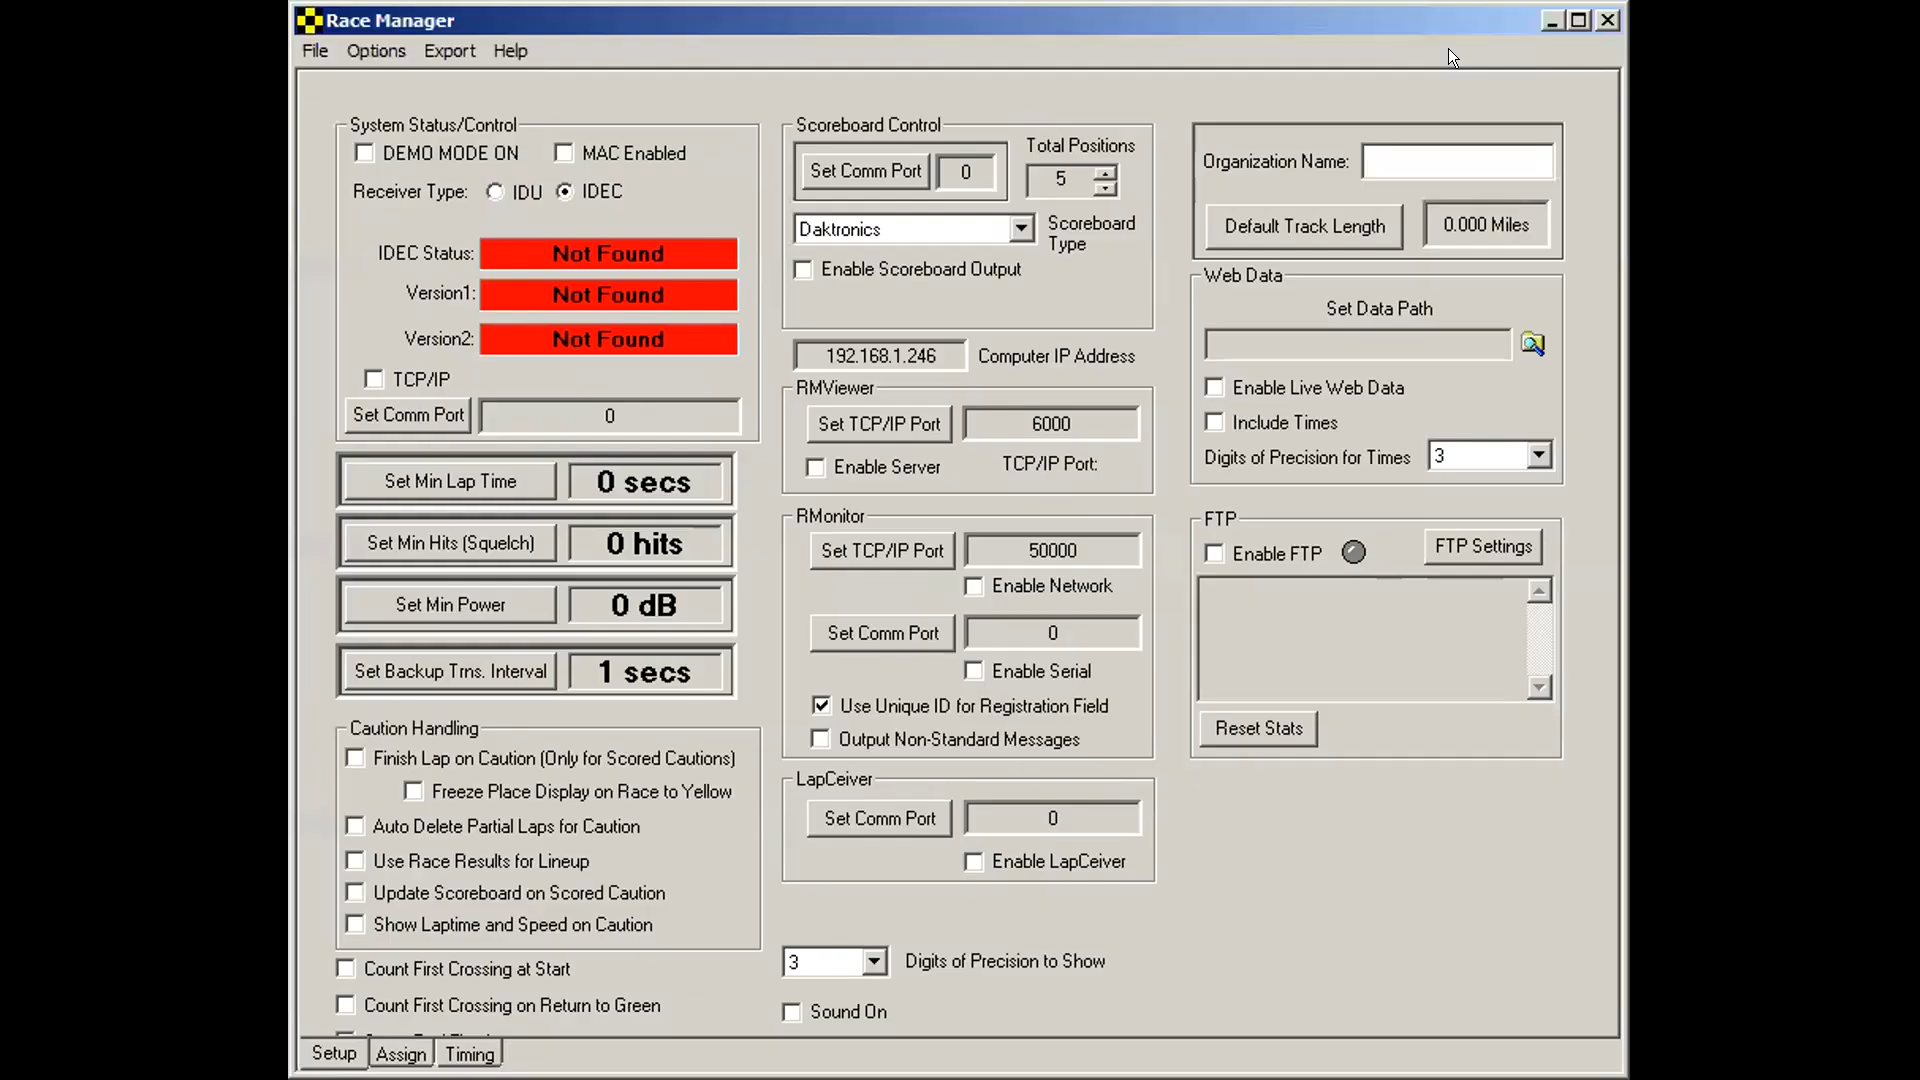 Race Manager
File Options Export Help
System Status/Control
DEMO MODE ON MAC Enabled
Receiver Type: IDU IDEC
IDEC Status: Not Found
Version1: Not Found
Version2: Not Found
TCP/IP
Set Comm Port 0
Set Min Lap Time 0 secs
Set Min Hits (Squelch) 0 hits
Set Min Power 0 dB
Set Backup Trns. Interval 1 secs
Caution Handling
Finish Lap on Caution (Only for Scored Cautions)
Freeze Place Display on Race to Yellow
Auto Delete Partial Laps for Caution
Use Race Results for Lineup
Update Scoreboard on Scored Caution
Show Laptime and Speed on Caution
Count First Crossing at Start
Count First Crossing on Return to Green
Scoreboard Control
Set Comm Port 0
Total Positions
5
Daktronics
Scoreboard
Type
Enable Scoreboard Output
192.168.1.246 Computer IP Address
RMViewer
Set TCP/IP Port 6000
Enable Server TCP/IP Port:
RMonitor
Set TCP/IP Port 50000
Enable Network
Set Comm Port 0
Enable Serial
Use Unique ID for Registration Field
Output Non-Standard Messages
LapCeiver
Set Comm Port 0
Enable LapCeiver
3 Digits of Precision to Show
Sound On
Organization Name:
Default Track Length 0.000 Miles
Web Data
Set Data Path
Enable Live Web Data
Include Times
Digits of Precision for Times 3
FTP
Enable FTP FTP Settings
Reset Stats
Setup Assign Timing